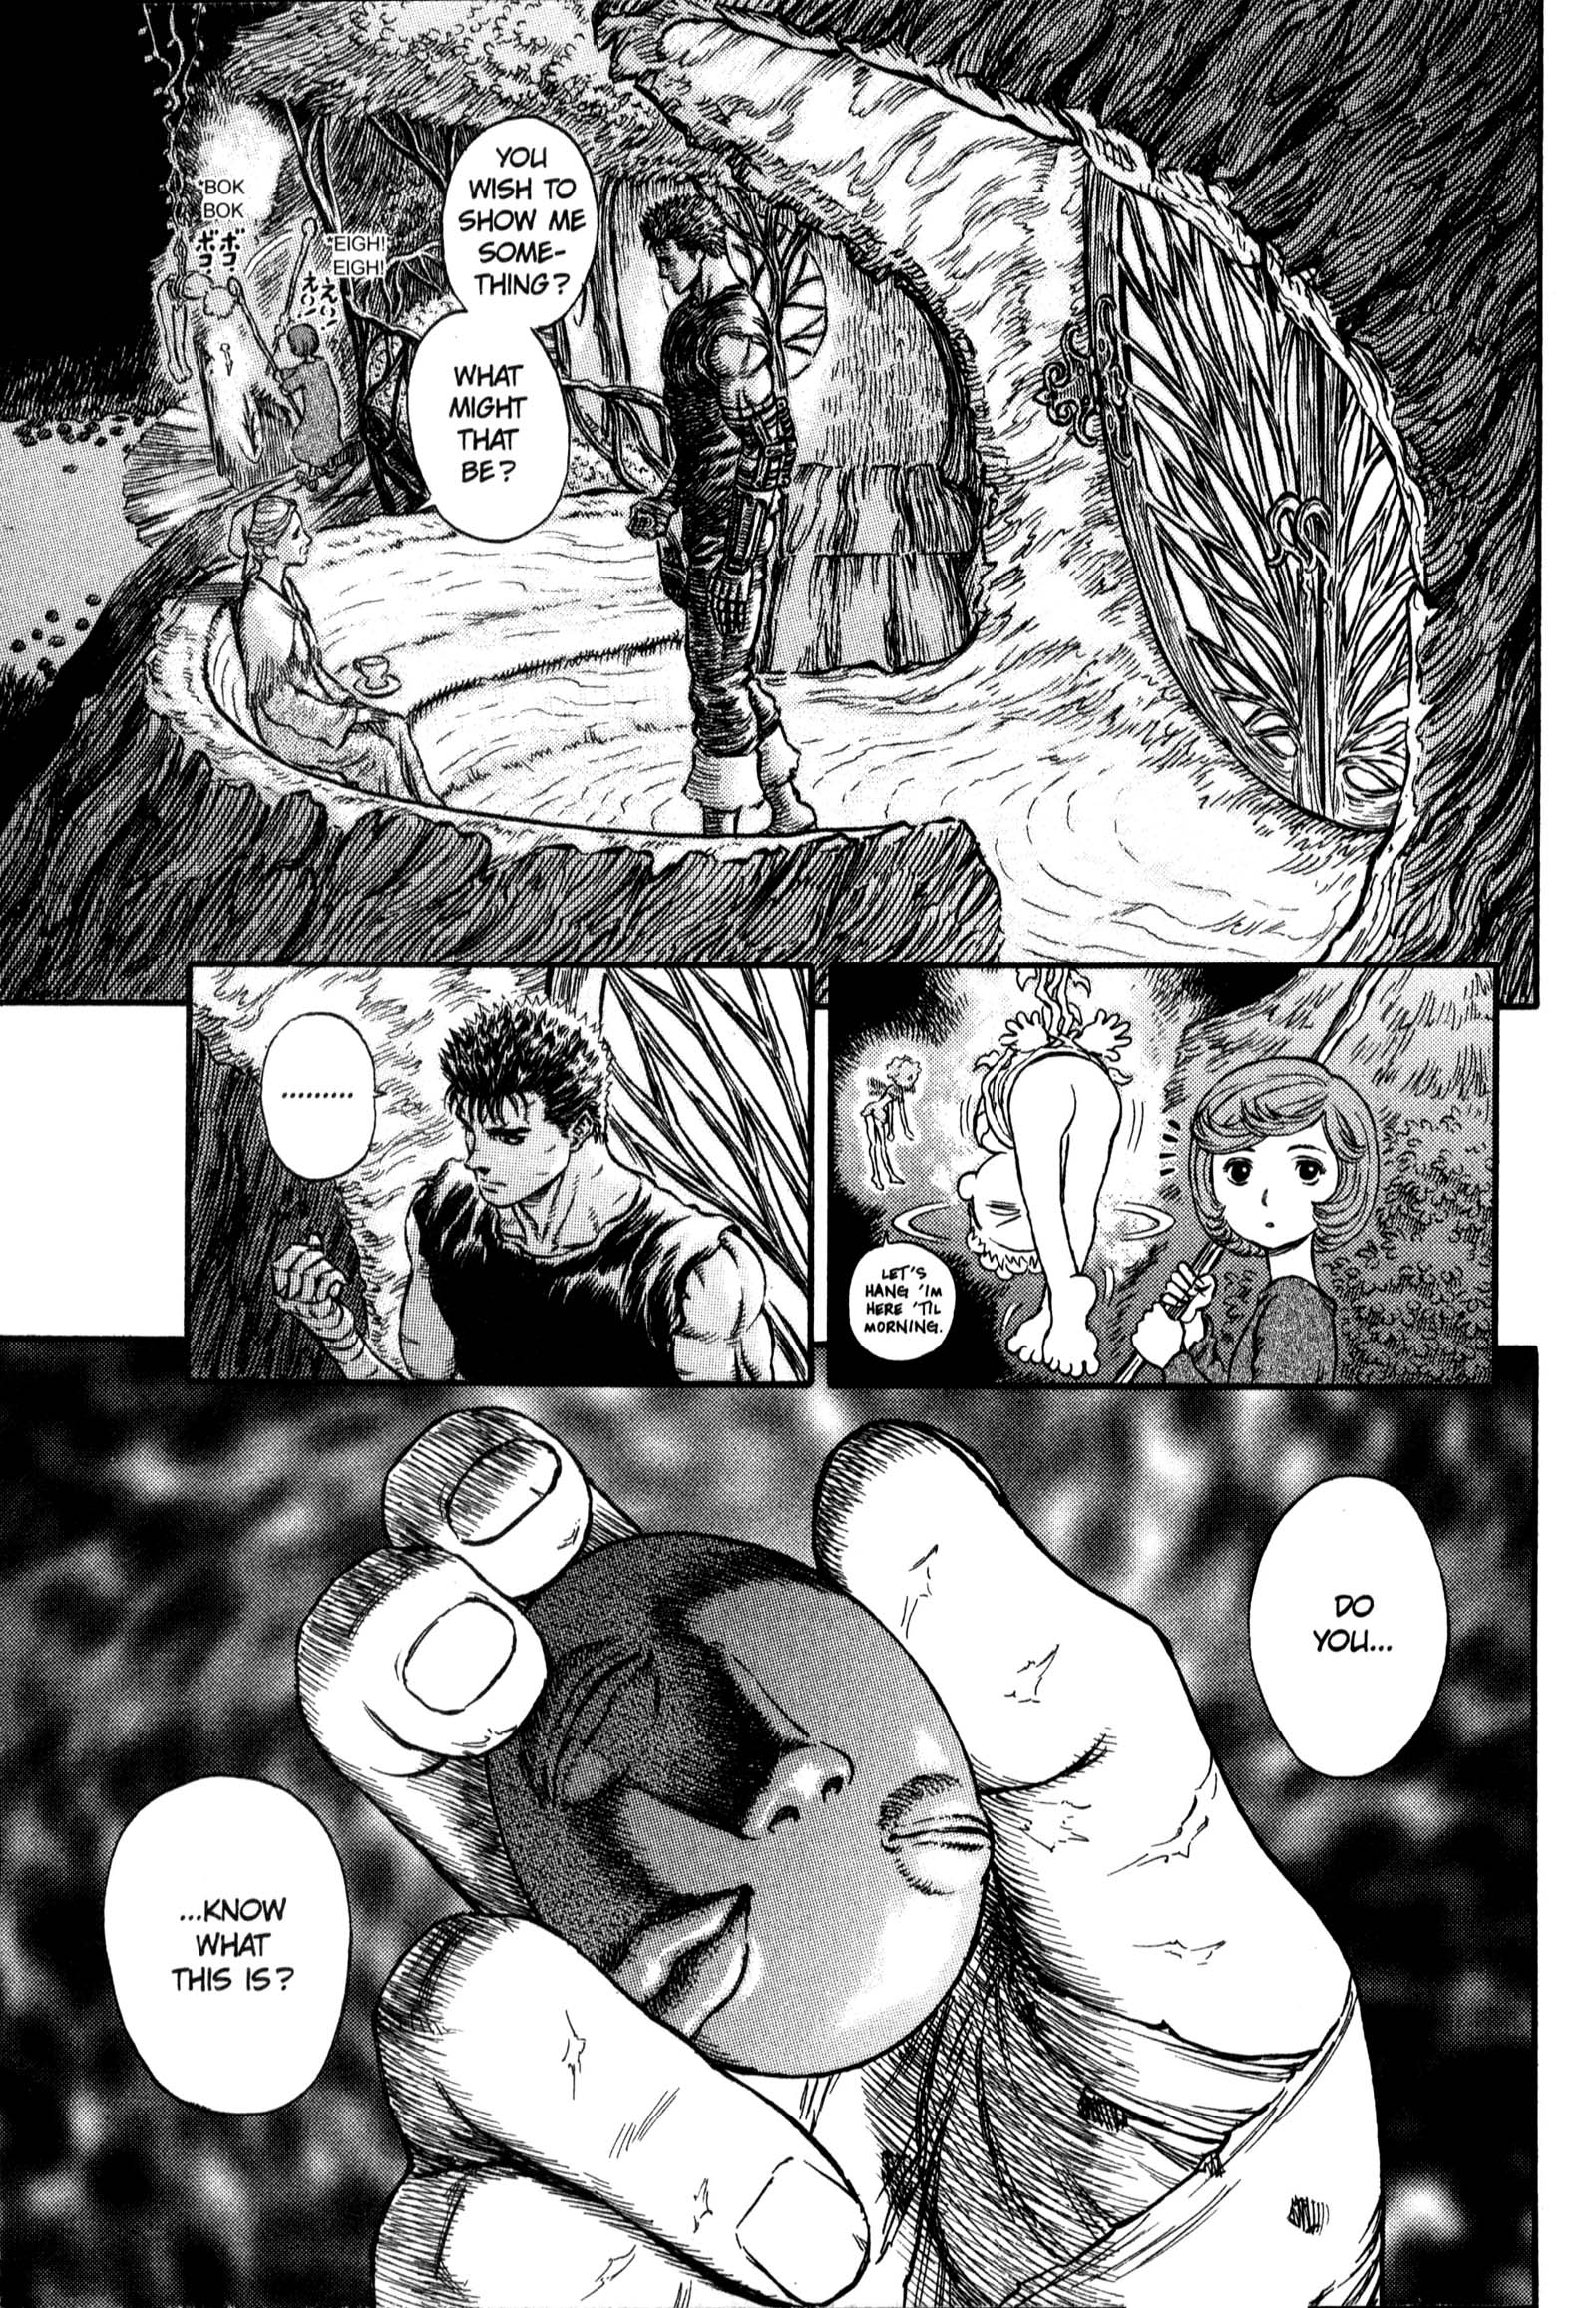 YOU
WISH TO
SHOW ME
SOME-
THING?
WHAT
MIGHT
THAT
BE?
*EIGH!
EIGH!
えい!
えい!
*BOK
BOK
ボコ
ボコ
LET'S
HANG 'IM
HERE 'TIL
MORNING.
.........
DO
YOU...
...KNOW
WHAT
THIS IS?